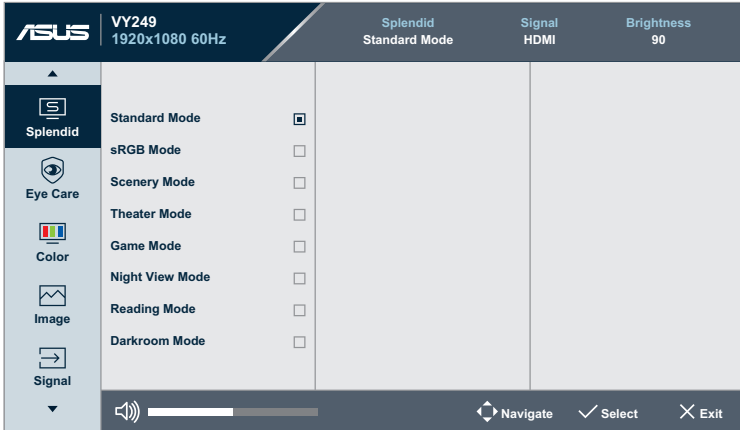 ASUS
VY249
1920x1080 60Hz
Splendid
Standard Mode
Signal
HDMI
Brightness
90
S
Splendid
Eye Care
Color
Image
Signal
Standard Mode
sRGB Mode
Scenery Mode
Theater Mode
Game Mode
Night View Mode
Reading Mode
Darkroom Mode
Navigate
Select
Exit